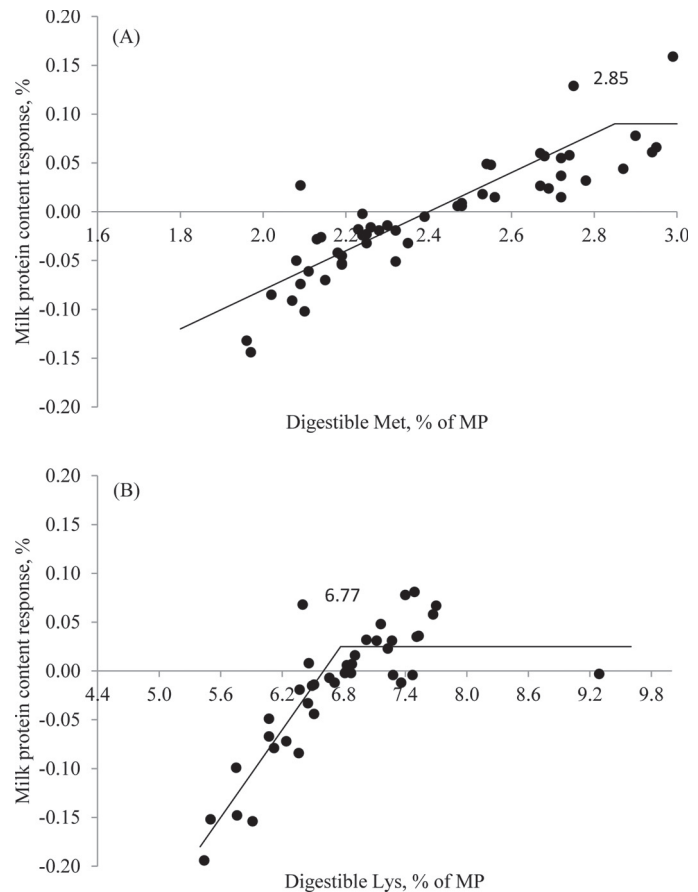 (A)
Milk protein content response, %
0.20
0.15
0.10
0.05
0.00
-0.05
-0.10
-0.15
-0.20
2.85
1.6 1.8 2.0 2.2 2.4 2.6 2.8 3.0
Digestible Met, % of MP
(B)
Milk protein content response, %
0.20
0.15
0.10
0.05
0.00
-0.05
-0.10
-0.15
-0.20
6.77
4.4 5.0 5.6 6.2 6.8 7.4 8.0 8.6 9.2 9.8
Digestible Lys, % of MP